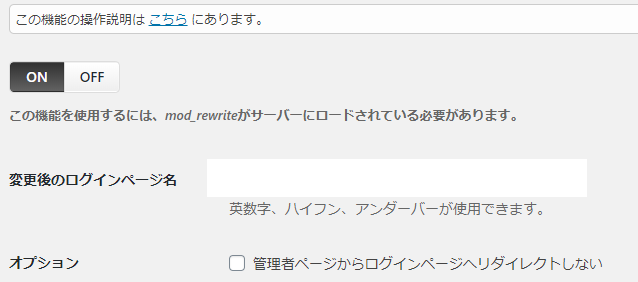 この機能の操作説明は こちら にあります。
ON OFF
この機能を使用するには、mod_rewriteがサーバーにロードされている必要があります。
変更後のログインページ名
英数字、ハイフン、アンダーバーが使用できます。
オプション 管理者ページからログインページへリダイレクトしない